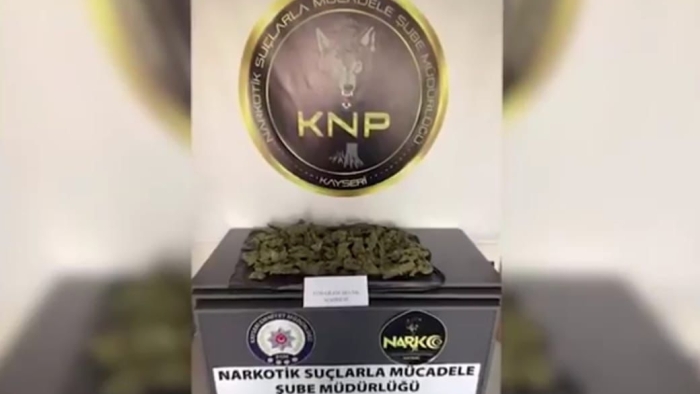 NARKOTİK SUÇLARLA MÜCADELE ŞUBE MÜDÜRLÜĞÜ
KNP
KAYSERİ
NARKO
NARKOTİK SUÇLARLA MÜCADELE
ŞUBE MÜDÜRLÜĞÜ